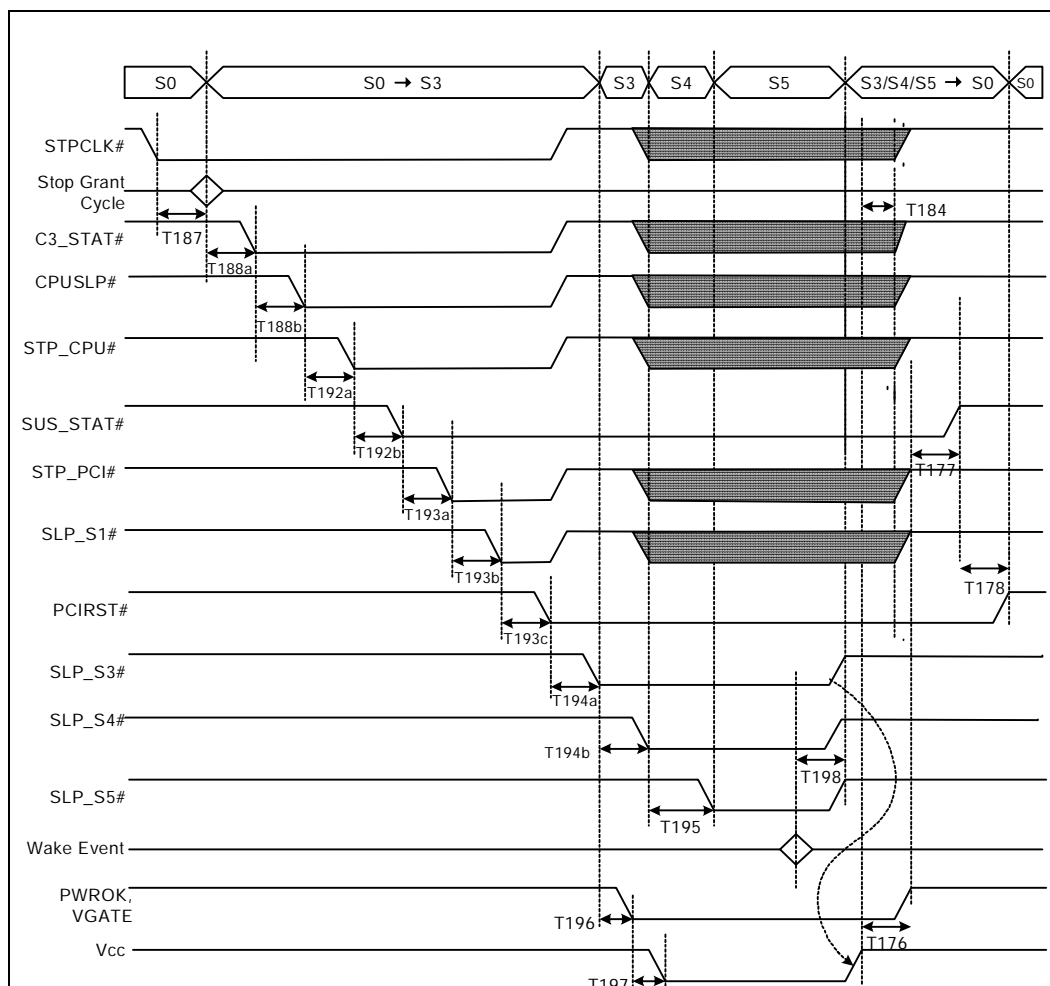 S0
S0 → S3
S3
S4
S5
S3/S4/S5 → S0
S0
STPCLK#
Stop Grant
Cycle
T184
T187
C3_STAT#
T188a
CPUSLP#
T188b
STP_CPU#
T192a
SUS_STAT#
T192b
T177
STP_PCI#
T193a
SLP_S1#
T193b
T178
PCIRST#
T193c
SLP_S3#
T194a
SLP_S4#
T194b
T198
SLP_S5#
T195
Wake Event
PWROK,
VGATE
T196
T176
Vcc
T197